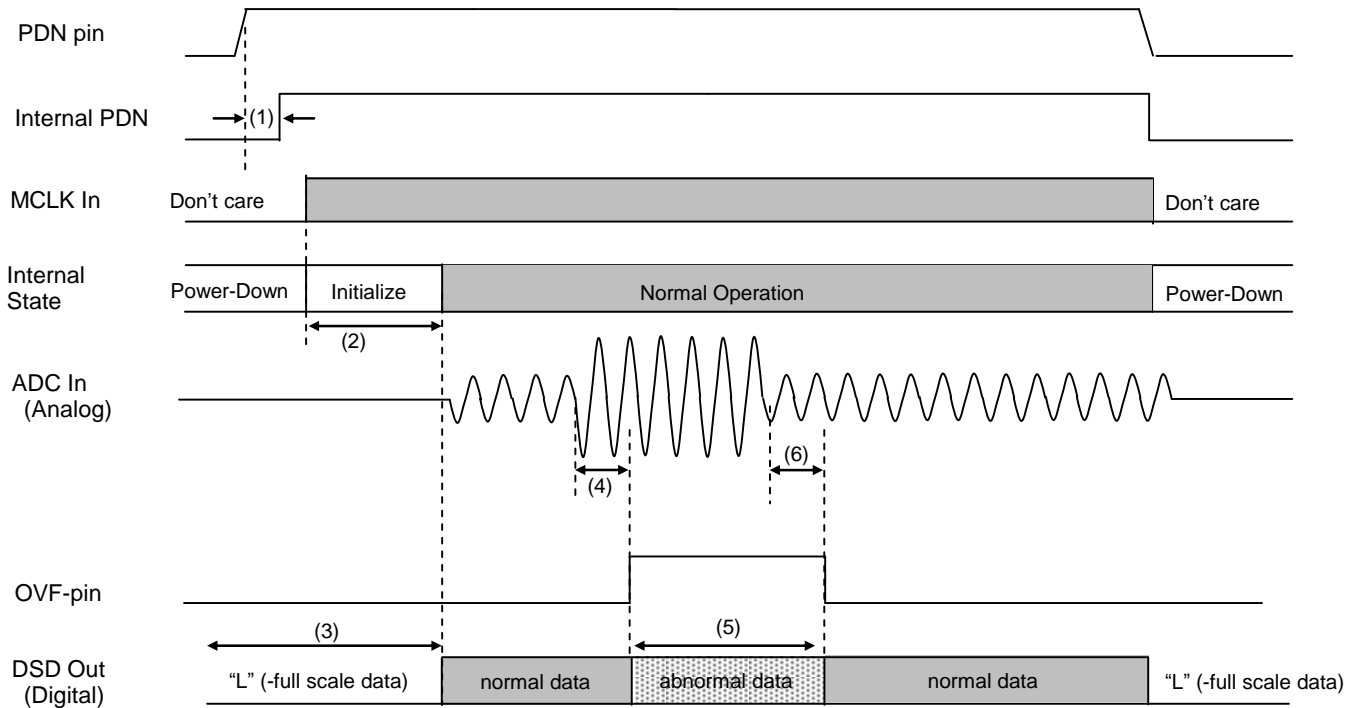 PDN pin
Internal PDN
(1)
MCLK In
Don’t care
Don’t care
Internal
State
Power-Down
Initialize
Normal Operation
Power-Down
(2)
ADC In
(Analog)
(4)
(6)
OVF-pin
(3)
(5)
DSD Out
(Digital)
“L” (-full scale data)
normal data
abnormal data
normal data
“L” (-full scale data)